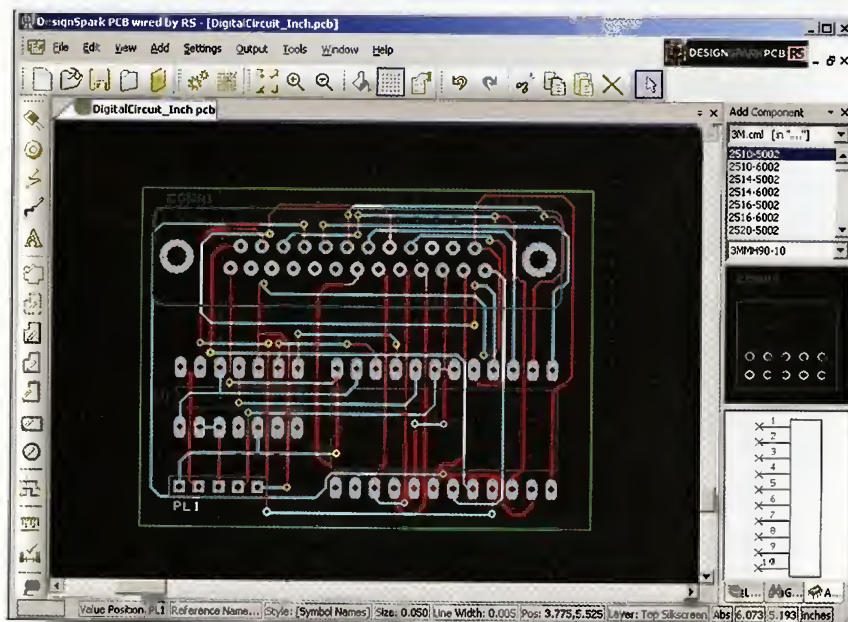 DesignSpark PCB wired by RS - [DigitalCircuit_Inch.pcb]
File Edit View Add Settings Output Tools Window Help
DESIGNSPARK PCB RS
DigitalCircuit_Inch pcb
Add Component
3M.cml [in "..."]
2510-5002
2510-6002
2514-5002
2514-6002
2516-5002
2516-6002
2520-5002
3MMH90-10
PL1
1
2
3
4
5
6
7
8
9
10
Value Position, PL1 Reference Name... Style: [Symbol Names] Size: 0.050 Line Width: 0.005 Pos: 3.775,5.525 Layer: Top Silkscreen Abs 6.073 5.193 inches